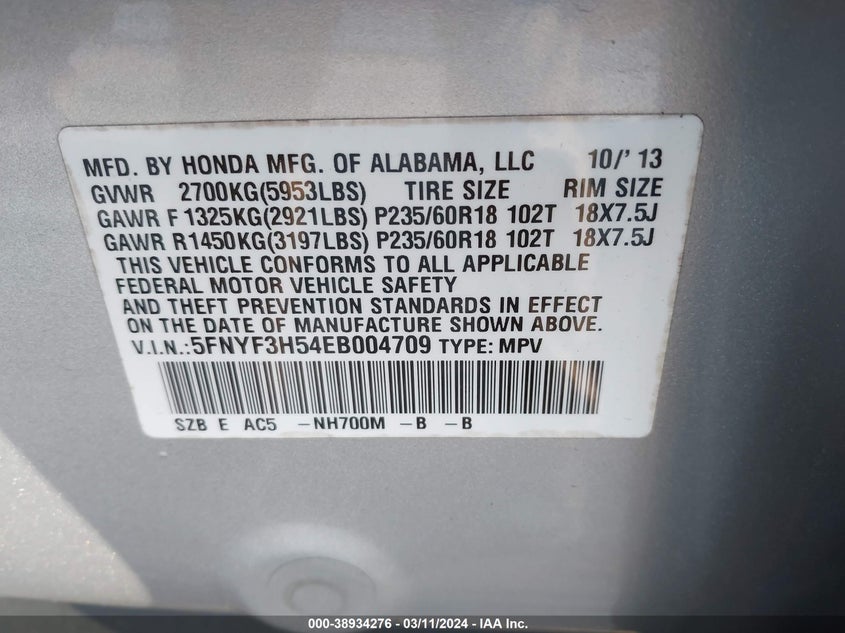 MFD. BY HONDA MFG. OF ALABAMA, LLC 10/'13
GVWR 2700KG(5953LBS) TIRE SIZE RIM SIZE
GAWR F 1325KG(2921LBS) P235/60R18 102T 18X7.5J
GAWR R1450KG(3197LBS) P235/60R18 102T 18X7.5J
THIS VEHICLE CONFORMS TO ALL APPLICABLE
FEDERAL MOTOR VEHICLE SAFETY
AND THEFT PREVENTION STANDARDS IN EFFECT
ON THE DATE OF MANUFACTURE SHOWN ABOVE.
V.I.N.:5FNYF3H54EB004709 TYPE: MPV
SZB E AC5 -NH700M -B -B
000-38934276 - 03/11/2024 - IAA Inc.